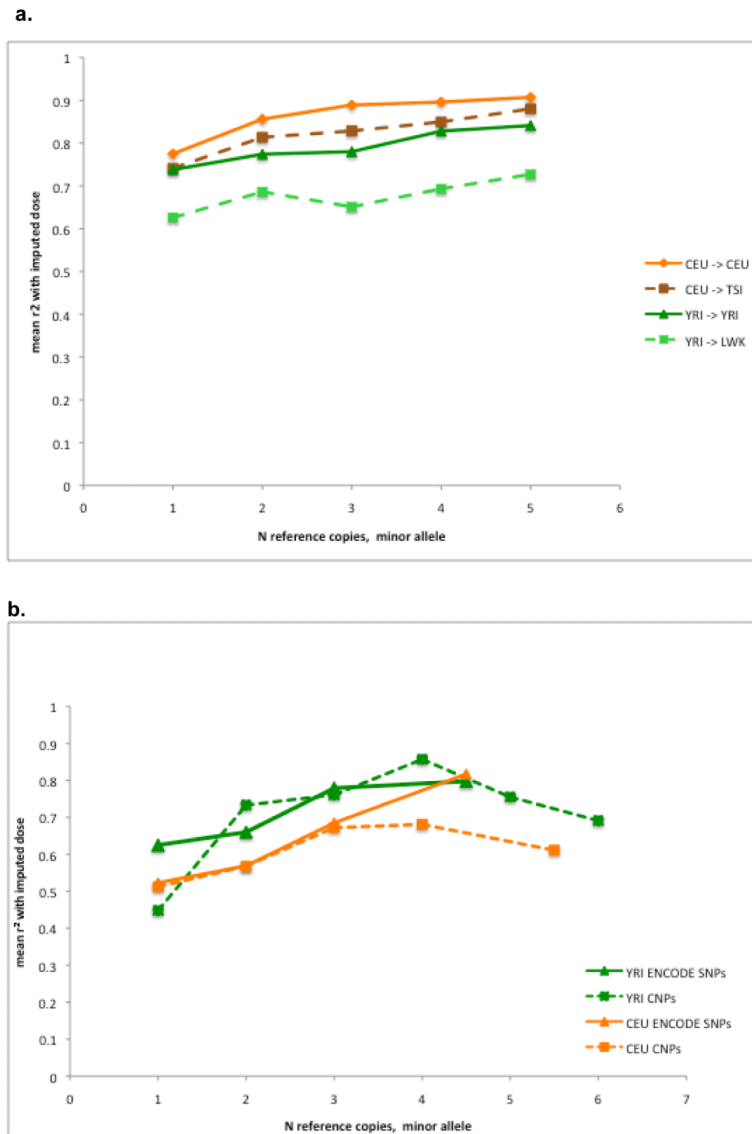 a.
1
0.9
0.8
0.7
0.6
0.5
0.4
0.3
0.2
0.1
0
mean r2 with imputed dose
0 1 2 3 4 5 6
N reference copies, minor allele
CEU -> CEU
CEU -> TSI
YRI -> YRI
YRI -> LWK
b.
1
0.9
0.8
0.7
0.6
0.5
0.4
0.3
0.2
0.1
0
mean r² with imputed dose
0 1 2 3 4 5 6 7
N reference copies, minor allele
YRI ENCODE SNPs
YRI CNPs
CEU ENCODE SNPs
CEU CNPs